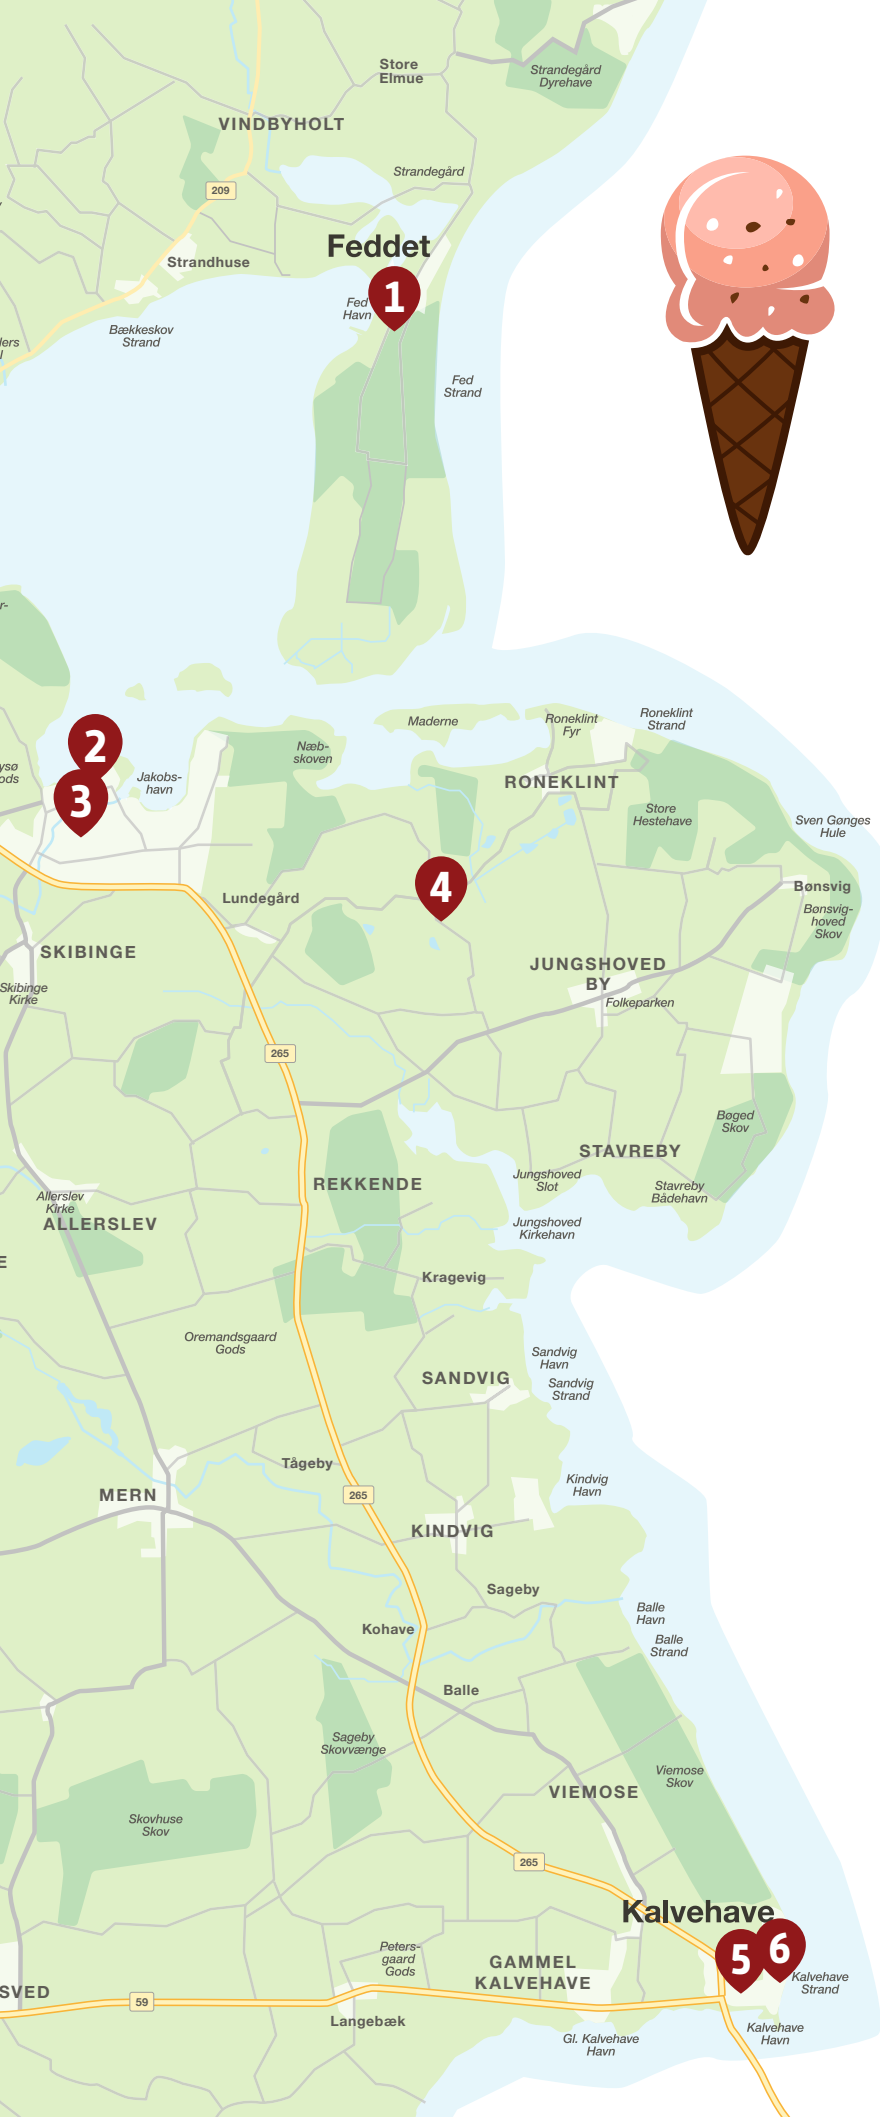 Store
Elmue
Strandegård
Dyrehave
VINDBYHOLT
Strandegård
209
Feddet
Strandhuse
1
Fed
Havn
Bækkeskov
Strand
Fed
Strand
Maderne
Roneklint
Fyr
Roneklint
Strand
2
Næb-
skoven
Jakobs-
havn
RONEKLINT
3
Store
Hestehave
Sven Gønges
Hule
4
Bønsvig
Lundegård
Bønsvig-
hoved
Skov
SKIBINGE
JUNGSHOVED
BY
Skibinge
Kirke
Folkeparken
265
Bøged
Skov
STAVREBY
REKKENDE
Jungshoved
Slot
Stavreby
Bådehavn
Allerslev
Kirke
ALLERSLEV
Jungshoved
Kirkehavn
Kragevig
Oremandsgaard
Gods
Sandvig
Havn
SANDVIG
Sandvig
Strand
Tågeby
Kindvig
Havn
MERN
265
KINDVIG
Sageby
Balle
Havn
Kohave
Balle
Strand
Balle
Sageby
Skovvænge
Viemose
Skov
VIEMOSE
Skovhuse
Skov
265
Kalvehave
5
6
Peters-
gaard
Gods
GAMMEL
KALVEHAVE
Kalvehave
Strand
SVED
59
Langebæk
Gl. Kalvehave
Havn
Kalvehave
Havn